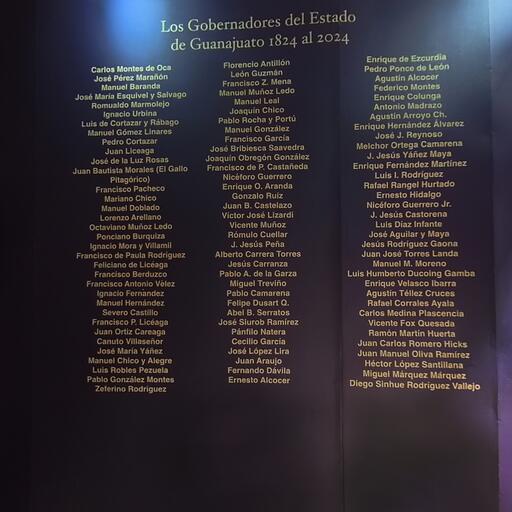 Los Gobernadores del Estado
de Guanajuato 1824 al 2024
Carlos Montes de Oca
José Pérez Marañón
Manuel Baranda
José María Esquivel y Salvago
Romualdo Marmolejo
Ignacio Urbina
Luis de Cortazar y Rábago
Manuel Gómez Linares
Pedro Cortazar
Juan Liceaga
José de la Luz Rosas
Juan Bautista Morales (El Gallo
Pitagórico)
Francisco Pacheco
Mariano Chico
Manuel Doblado
Lorenzo Arellano
Octaviano Muñoz Ledo
Ponciano Burquiza
Ignacio Mora y Villamil
Francisco de Paula Rodríguez
Feliciano de Licéaga
Francisco Berduzco
Francisco Antonio Vélez
Ignacio Fernández
Manuel Hernández
Severo Castillo
Francisco P. Licéaga
Juan Ortiz Careaga
Canuto Villaseñor
José María Yáñez
Manuel Chico y Alegre
Luis Robles Pezuela
Pablo González Montes
Zeferino Rodríguez
Florencio Antillón
León Guzmán
Francisco Z. Mena
Manuel Muñoz Ledo
Manuel Leal
Joaquín Chico
Pablo Rocha y Portú
Manuel González
Francisco García
José Bribiesca Saavedra
Joaquín Obregón González
Francisco de P. Castañeda
Nicéforo Guerrero
Enrique O. Aranda
Gonzalo Ruíz
Juan B. Castelazo
Víctor José Lizardi
Vicente Muñoz
Rómulo Cuellar
J. Jesús Peña
Alberto Carrera Torres
Jesús Carranza
Pablo A. de la Garza
Miguel Treviño
Pablo Camarena
Felipe Dusart Q.
Abel B. Serratos
José Siurob Ramírez
Pánfilo Natera
Cecilio García
José López Lira
Juan Araujo
Fernando Dávila
Ernesto Alcocer
Enrique de Ezcurdia
Pedro Ponce de León
Agustín Alcocer
Federico Montes
Enrique Colunga
Antonio Madrazo
Agustín Arroyo Ch.
Enrique Hernández Álvarez
José J. Reynoso
Melchor Ortega Camarena
J. Jesús Yáñez Maya
Enrique Fernández Martínez
Luis I. Rodríguez
Rafael Rangel Hurtado
Ernesto Hidalgo
Nicéforo Guerrero Jr.
J. Jesús Castorena
Luis Díaz Infante
José Aguilar y Maya
Jesús Rodríguez Gaona
Juan José Torres Landa
Manuel M. Moreno
Luis Humberto Ducoing Gamba
Enrique Velasco Ibarra
Agustín Téllez Cruces
Rafael Corrales Ayala
Carlos Medina Plascencia
Vicente Fox Quesada
Ramón Martín Huerta
Juan Carlos Romero Hicks
Juan Manuel Oliva Ramírez
Héctor López Santillana
Miguel Márquez Márquez
Diego Sinhue Rodríguez Vallejo